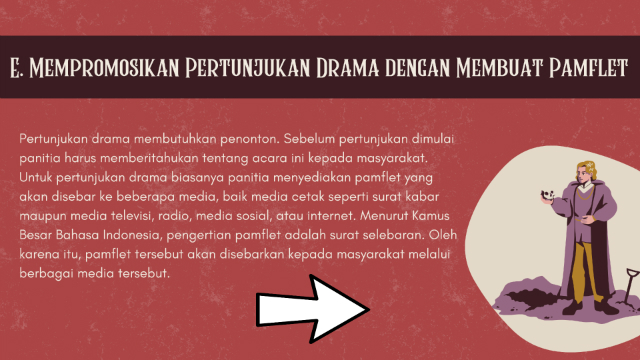 E. Mempromosikan Pertunjukan Drama dengan Membuat Pamflet
Pertunjukan drama membutuhkan penonton. Sebelum pertunjukan dimulai
panitia harus memberitahukan tentang acara ini kepada masyarakat.
Untuk pertunjukan drama biasanya panitia menyediakan pamflet yang
akan disebar ke beberapa media, baik media cetak seperti surat kabar
maupun media televisi, radio, media sosial, atau internet. Menurut Kamus
Besar Bahasa Indonesia, pengertian pamflet adalah surat selebaran. Oleh
karena itu, pamflet tersebut akan disebarkan kepada masyarakat melalui
berbagai media tersebut.